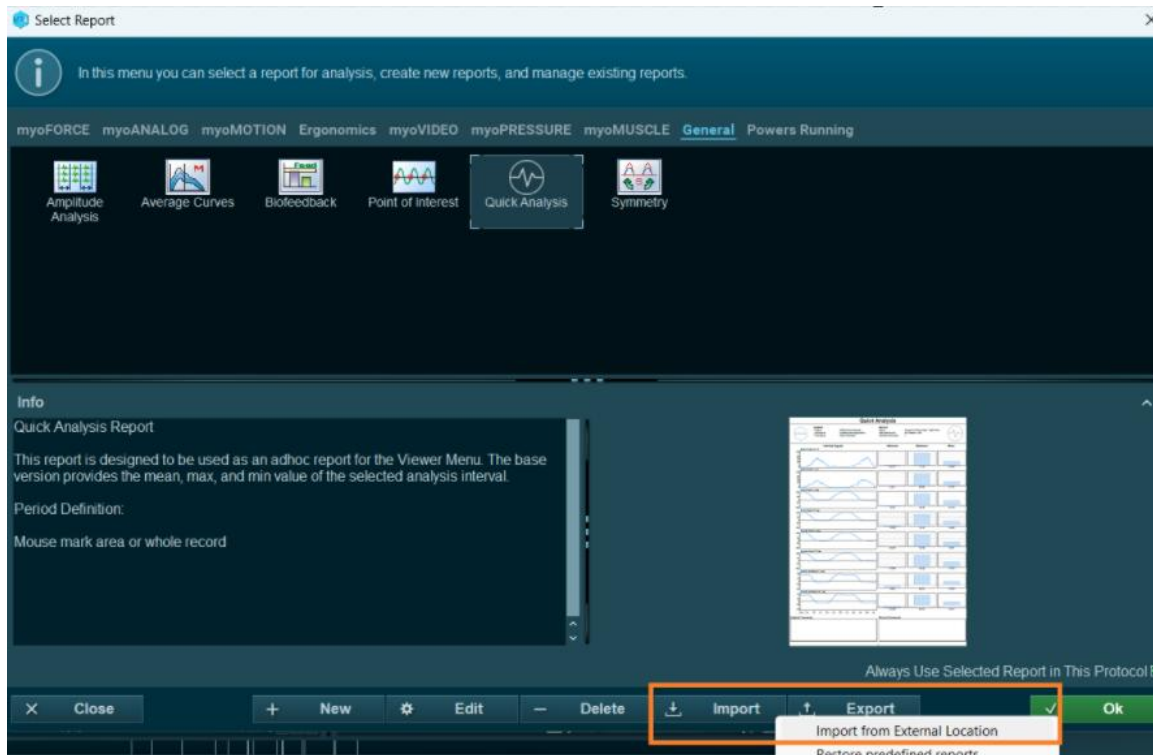 Select Report
In this menu you can select a report for analysis, create new reports, and manage existing reports.
myoFORCE myoANALOG myoMOTION Ergonomics myoVIDEO myoPRESSURE myoMUSCLE General Powers Running
Amplitude Analysis
Average Curves
Biofeedback
Point of Interest
Quick Analysis
Symmetry
Info
Quick Analysis Report
This report is designed to be used as an adhoc report for the Viewer Menu. The base
version provides the mean, max, and min value of the selected analysis interval.
Period Definition:
Mouse mark area or whole record
Quick Analysis
Always Use Selected Report in This Protocol
Close New Edit Delete Import Export Ok
Import from External Location
Restore predefined reports